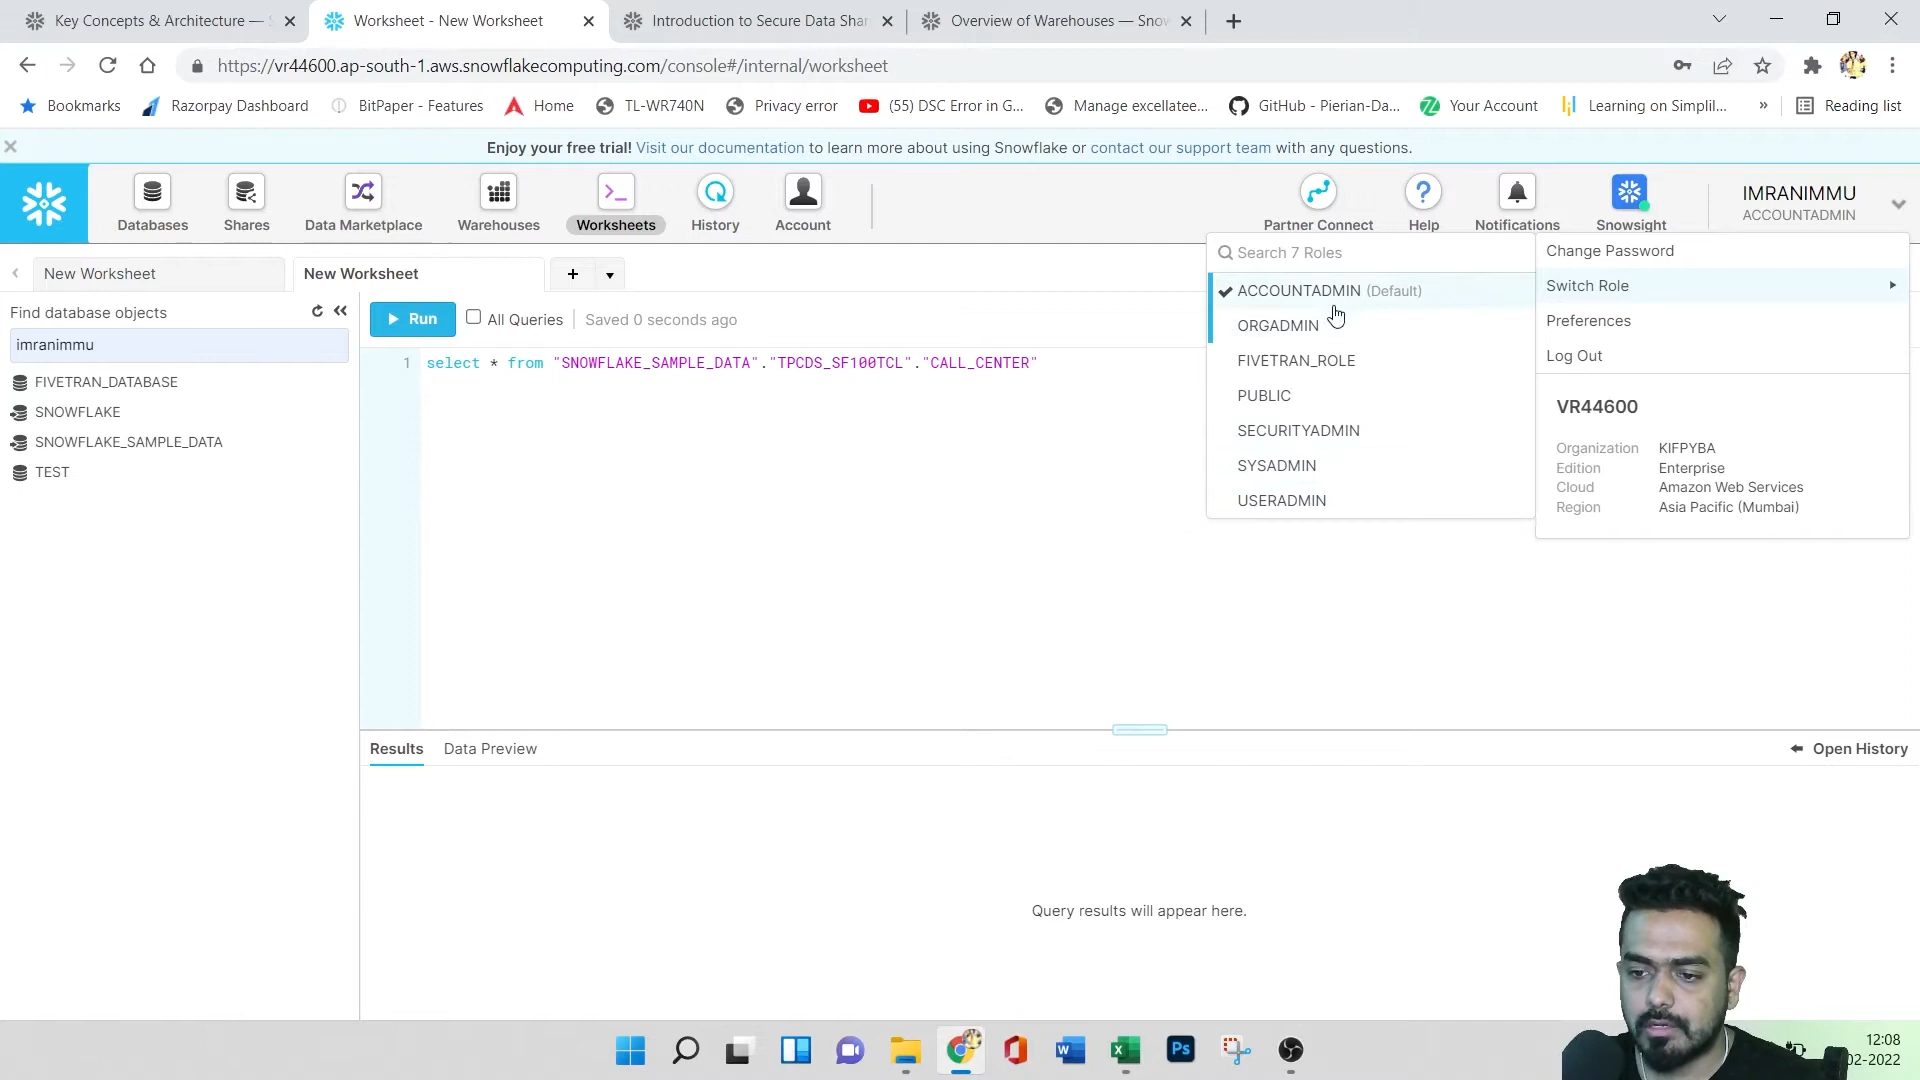 Key Concepts & Architecture — S
Worksheet - New Worksheet
Introduction to Secure Data Shar
Overview of Warehouses — Snow
https://vr44600.ap-south-1.aws.snowflakecomputing.com/console#/internal/worksheet
Bookmarks
Razorpay Dashboard
BitPaper - Features
Home
TL-WR740N
Privacy error
(55) DSC Error in G...
Manage excellatee...
GitHub - Pierian-Da...
Your Account
Learning on Simplil...
»
Reading list
Enjoy your free trial! Visit our documentation to learn more about using Snowflake or contact our support team with any questions.
Databases
Shares
Data Marketplace
Warehouses
Worksheets
History
Account
Partner Connect
Help
Notifications
Snowsight
IMRANIMMU
ACCOUNTADMIN
New Worksheet
New Worksheet
Search 7 Roles
ACCOUNTADMIN (Default)
ORGADMIN
FIVETRAN_ROLE
PUBLIC
SECURITYADMIN
SYSADMIN
USERADMIN
Change Password
Switch Role
Preferences
Log Out
VR44600
Organization KIFPYBA
Edition Enterprise
Cloud Amazon Web Services
Region Asia Pacific (Mumbai)
Find database objects
imranimmu
FIVETRAN_DATABASE
SNOWFLAKE
SNOWFLAKE_SAMPLE_DATA
TEST
Run
All Queries
Saved 0 seconds ago
1 select * from "SNOWFLAKE_SAMPLE_DATA"."TPCDS_SF100TCL"."CALL_CENTER"
Results
Data Preview
Open History
Query results will appear here.
Ps
12:08
02-2022